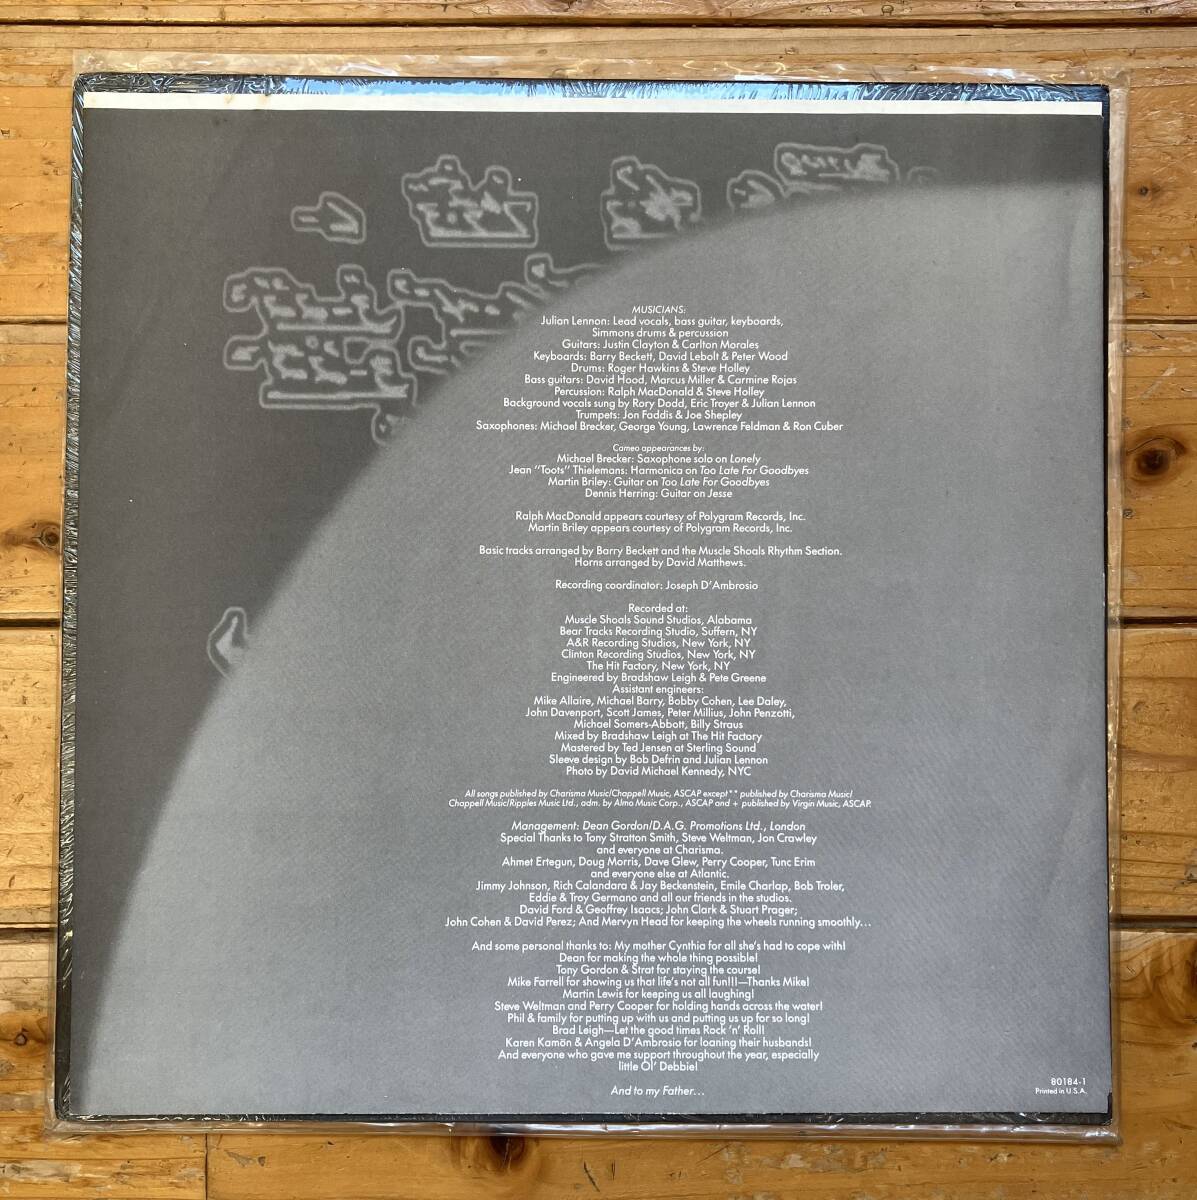 MUSICIANS:
Julian Lennon: Lead vocals, bass guitar, keyboards,
Simmons drums & percussion
Guitars: Justin Clayton & Carlton Morales
Keyboards: Barry Beckett, David Lebolt & Peter Wood
Drums: Roger Hawkins & Steve Holley
Bass guitars: David Hood, Marcus Miller & Carmine Rojas
Percussion: Ralph MacDonald & Steve Holley
Background vocals sung by Rory Dodd, Eric Troyer & Julian Lennon
Trumpets: Jon Faddis & Joe Shepley
Saxophones: Michael Brecker, George Young, Lawrence Feldman & Ron Cuber
Cameo appearances by:
Michael Brecker: Saxophone solo on Lonely
Jean "Toots" Thielemans: Harmonica on Too Late For Goodbyes
Martin Briley: Guitar on Too Late For Goodbyes
Dennis Herring: Guitar on Jesse
Ralph MacDonald appears courtesy of Polygram Records, Inc.
Martin Briley appears courtesy of Polygram Records, Inc.
Basic tracks arranged by Barry Beckett and the Muscle Shoals Rhythm Section.
Horns arranged by David Matthews.
Recording coordinator: Joseph D'Ambrosio
Recorded at:
Muscle Shoals Sound Studios, Alabama
Bear Tracks Recording Studio, Suffern, NY
A&R Recording Studios, New York, NY
Clinton Recording Studios, New York, NY
The Hit Factory, New York, NY
Engineered by Bradshaw Leigh & Pete Greene
Assistant engineers:
Mike Allaire, Michael Barry, Bobby Cohen, Lee Daley,
John Davenport, Scott James, Peter Millius, John Penzotti,
Michael Somers-Abbott, Billy Straus
Mixed by Bradshaw Leigh at The Hit Factory
Mastered by Ted Jensen at Sterling Sound
Sleeve design by Bob Defrin and Julian Lennon
Photo by David Michael Kennedy, NYC
All songs published by Charisma Music/Chappell Music, ASCAP except** published by Charisma Music/
Chappell Music/Ripples Music Ltd., adm. by Almo Music Corp., ASCAP and + published by Virgin Music, ASCAP.
Management: Dean Gordon/D.A.G. Promotions Ltd., London
Special Thanks to Tony Stratton Smith, Steve Weltman, Jon Crawley
and everyone at Charisma.
Ahmet Ertegun, Doug Morris, Dave Glew, Perry Cooper, Tunc Erim
and everyone else at Atlantic.
Jimmy Johnson, Rich Calandara & Jay Beckenstein, Emile Charlap, Bob Troler,
Eddie & Troy Germano and all our friends in the studios.
David Ford & Geoffrey Isaacs; John Clark & Stuart Prager;
John Cohen & David Perez; And Mervyn Head for keeping the wheels running smoothly...
And some personal thanks to: My mother Cynthia for all she's had to cope with!
Dean for making the whole thing possible!
Tony Gordon & Strat for staying the course!
Mike Farrell for showing us that life's not all fun!!!—Thanks Mike!
Martin Lewis for keeping us all laughing!
Steve Weltman and Perry Cooper for holding hands across the water!
Phil & family for putting up with us and putting us up for so long!
Brad Leigh—Let the good times Rock 'n' Roll!
Karen Kamön & Angela D'Ambrosio for loaning their husbands!
And everyone who gave me support throughout the year, especially
little Ol' Debbie!
And to my Father...
80184-1
Printed in U.S.A.